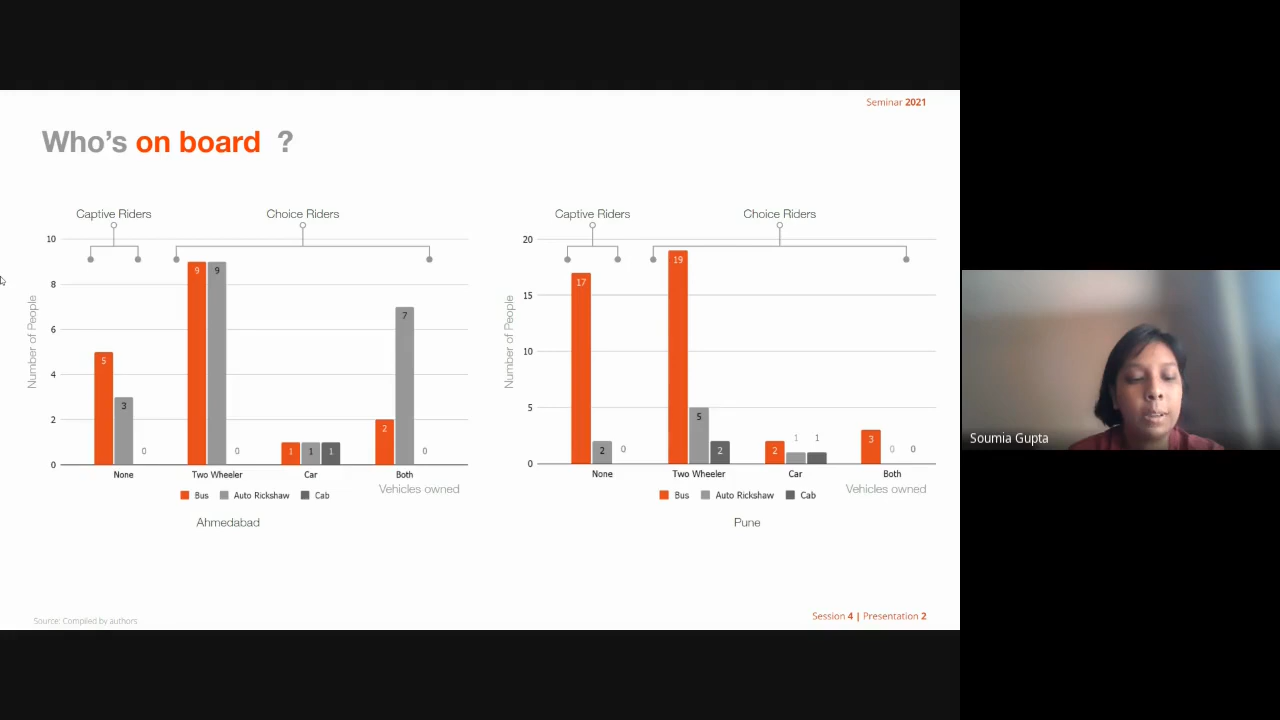 Seminar 2021
Who's on board ?
Captive Riders
Choice Riders
10
8
6
4
2
0
Number of People
5
3
0
9
9
0
1
1
1
2
7
0
None
Two Wheeler
Car
Both
Vehicles owned
Bus
Auto Rickshaw
Cab
Ahmedabad
Captive Riders
Choice Riders
20
15
10
5
0
Number of People
17
2
0
19
5
2
2
1
1
3
0
0
None
Two Wheeler
Car
Both
Vehicles owned
Bus
Auto Rickshaw
Cab
Pune
Source: Compiled by authors
Session 4 | Presentation 2
Soumia Gupta